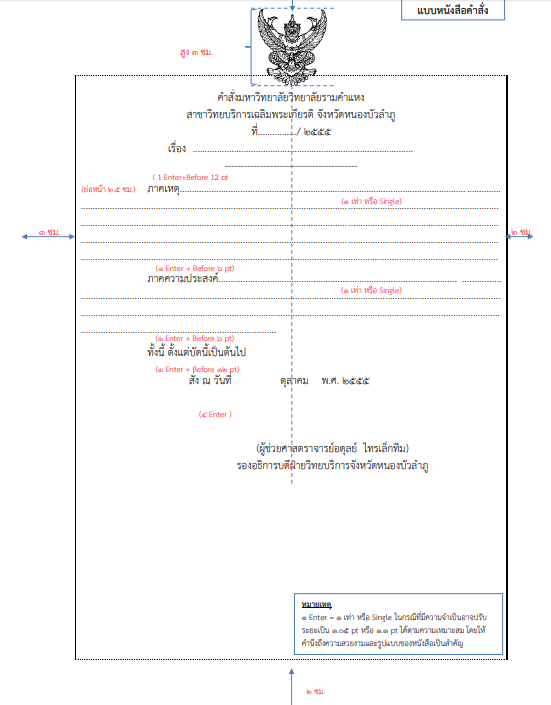 แบบหนังสือคำสั่ง
สูง ๓ ซม.
คำสั่งมหาวิทยาลัยวิทยาลัยรามคำแหง
สาขาวิทยบริการเฉลิมพระเกียรติ จังหวัดหนองบัวลำภู
ที่................/ ๒๕๕๕
เรื่อง ................................................................................
--------------------------------------------
( 1 Enter+Before 12 pt
(ย่อหน้า ๒.๕ ซม.) ภาคเหตุ................................................................................
(๑ เท่า หรือ Single)
๓ ซม.
๒ ซม.
(๑ Enter + Before ๖ pt)
ภาคความประสงค์................................................................................
(๑ เท่า หรือ Single)
(๑ Enter + Before ๖ pt)
ทั้งนี้ ตั้งแต่บัดนี้เป็นต้นไป
(๑ Enter + Before ๑๒ pt)
สั่ง ณ วันที่ ตุลาคม พ.ศ. ๒๕๕๕
(๔ Enter )
(ผู้ช่วยศาสตราจารย์อดุลย์ ไทรเล็กทิม)
รองอธิการบดีฝ่ายวิทยบริการจังหวัดหนองบัวลำภู
หมายเหตุ
๑ Enter = ๑ เท่า หรือ Single ในกรณีที่มีความจำเป็นอาจปรับ
ระยะเป็น ๑.๐๕ pt หรือ ๑.๑ pt ได้ตามความเหมาะสม โดยให้
คำนึงถึงความสวยงามและรูปแบบของหนังสือเป็นสำคัญ
๒ ซม.